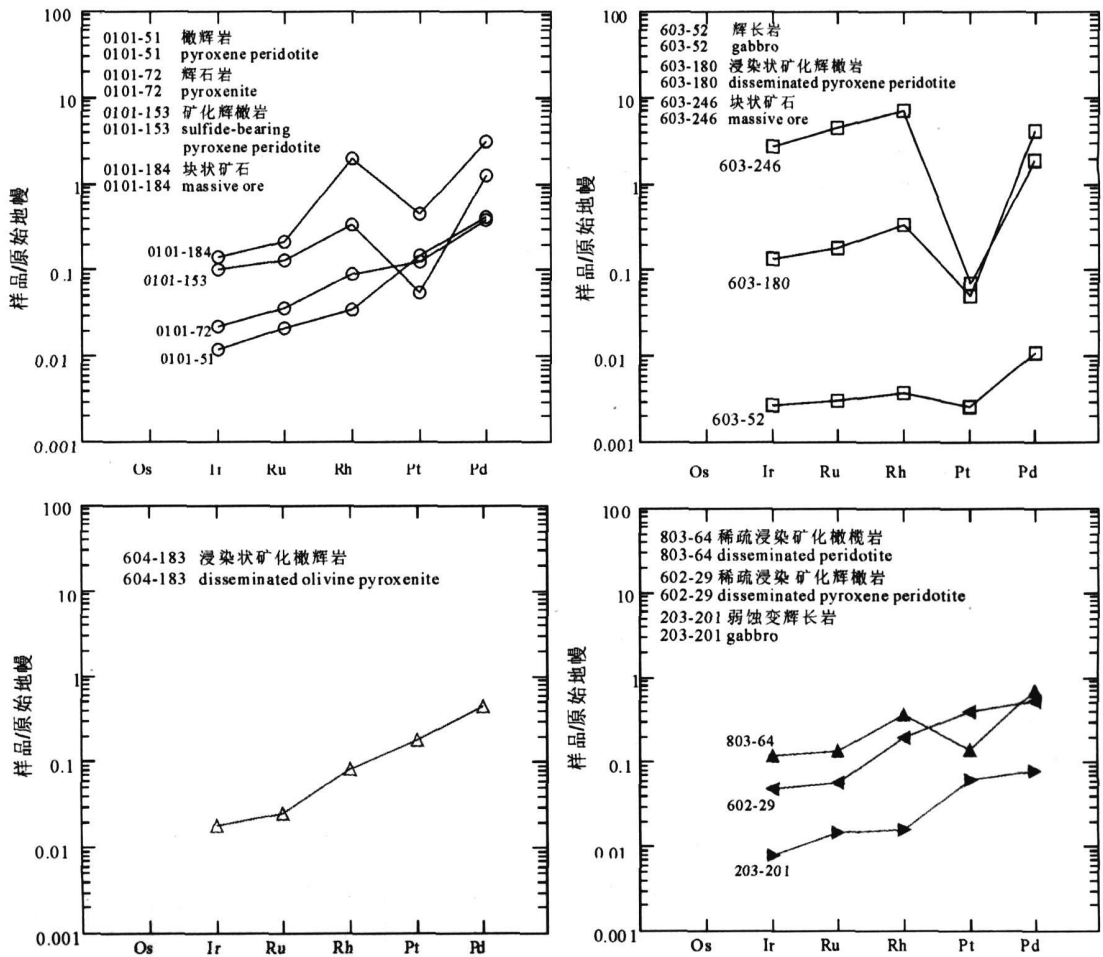 100
10
1
0.1
0.01
0.001
样品/原始地幔
0101-51 橄辉岩
0101-51 pyroxene peridotite
0101-72 辉石岩
0101-72 pyroxenite
0101-153 矿化辉橄岩
0101-153 sulfide-bearing
pyroxene peridotite
0101-184 块状矿石
0101-184 massive ore
0101-184
0101-153
0101-72
0101-51
Os Ir Ru Rh Pt Pd
100
10
1
0.1
0.01
0.001
样品/原始地幔
603-52 辉长岩
603-52 gabbro
603-180 浸染状矿化辉橄岩
603-180 disseminated pyroxene peridotite
603-246 块状矿石
603-246 massive ore
603-246
603-180
603-52
Os Ir Ru Rh Pt Pd
100
10
1
0.1
0.01
0.001
样品/原始地幔
604-183 浸染状矿化橄辉岩
604-183 disseminated olivine pyroxenite
Os Ir Ru Rh Pt Pd
100
10
1
0.1
0.01
0.001
样品/原始地幔
803-64 稀疏浸染矿化橄榄岩
803-64 disseminated peridotite
602-29 稀疏浸染 矿化辉橄岩
602-29 disseminated pyroxene peridotite
203-201 弱蚀变辉长岩
203-201 gabbro
803-64
602-29
203-201
Os Ir Ru Rh Pt Pd